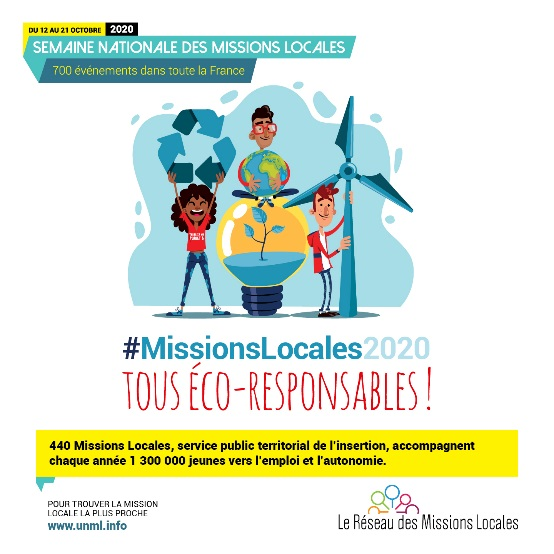 DU 12 AU 21 OCTOBRE 2020
SEMAINE NATIONALE DES MISSIONS LOCALES
700 événements dans toute la France
#MissionsLocales2020
TOUS ÉCO-RESPONSABLES !
440 Missions Locales, service public territorial de l'insertion, accompagnent
chaque année 1 300 000 jeunes vers l'emploi et l'autonomie.
POUR TROUVER LA MISSION
LOCALE LA PLUS PROCHE
www.unml.info
Le Réseau des Missions Locales